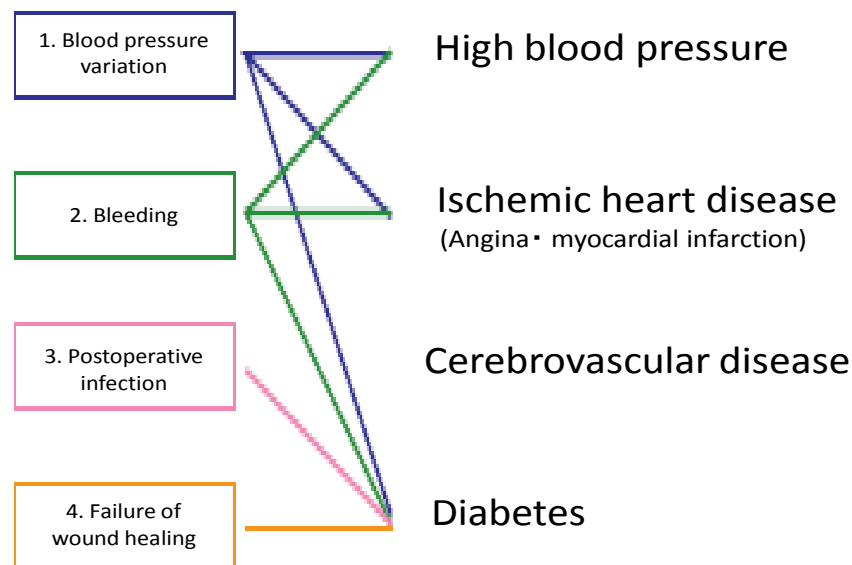 1. Blood pressure
variation
High blood pressure
2. Bleeding
Ischemic heart disease
(Angina・ myocardial infarction)
3. Postoperative
infection
Cerebrovascular disease
4. Failure of
wound healing
Diabetes